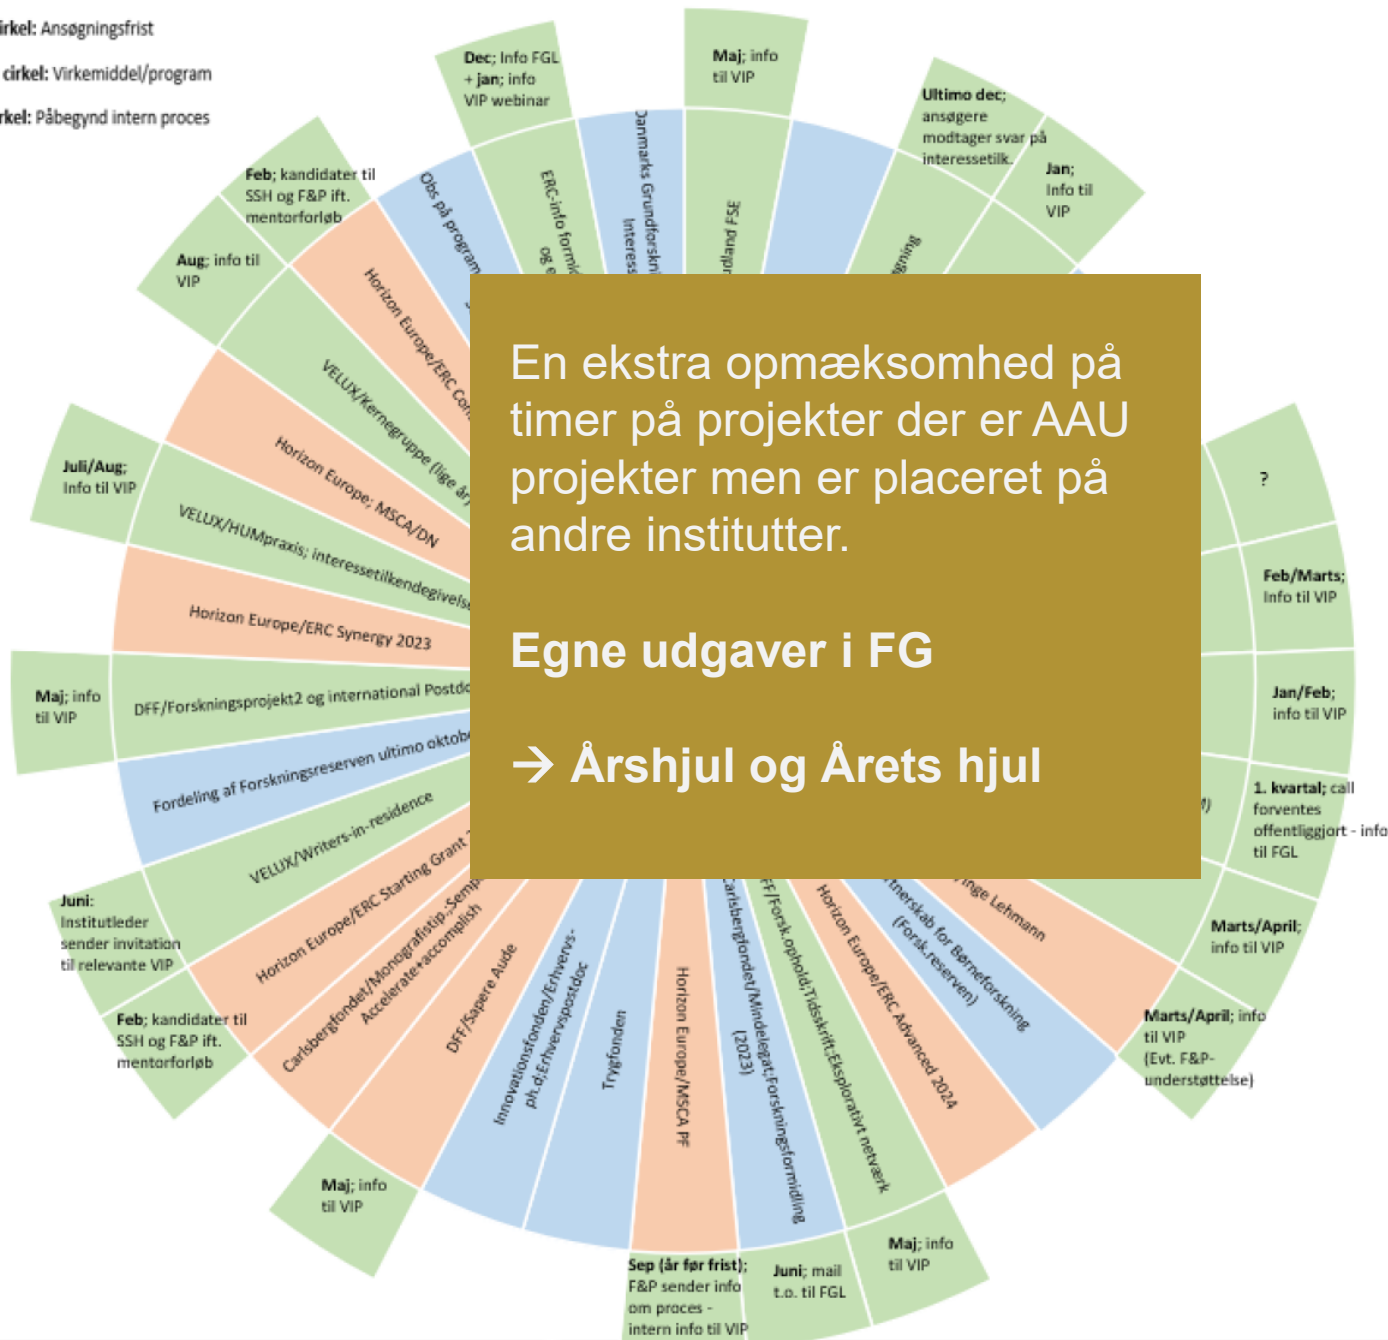 irkel: Ansøgningsfrist
cirkel: Virkemiddel/program
rkel: Påbegynd intern proces
Dec; Info FGL
+ jan; info
VIP webinar
Maj; info
til VIP
Ultimo dec;
ansøgere
modtager svar på
interessetilk.
Jan;
Info til
VIP
Feb; kandidater til
SSH og F&P ift.
mentorforløb
Aug; info til
VIP
Juli/Aug;
Info til VIP
Maj; info
til VIP
Juni:
Institutleder
sender invitation
til relevante VIP
Feb; kandidater til
SSH og F&P ift.
mentorforløb
Maj; info
til VIP
Sep (år før frist);
F&P sender info
om proces -
intern info til VIP
Juni; mail
t.o. til FGL
Maj; info
til VIP
Marts/April; info
til VIP
(Evt. F&P-
understøttelse)
Marts/April;
info til VIP
1. kvartal; call
forventes
offentliggjort - info
til FGL
Jan/Feb;
info til VIP
Feb/Marts;
Info til VIP
?
Obs på program
ERC-info formid
og e
Danmarks Grundforskni
Interess
udland FSE
gning
Horizon Europe/ERC Con
VELUX/Kernegruppe (lige år)
Horizon Europe; MSCA/DN
VELUX/HUMpraxis; interessetilkendegivelse
Horizon Europe/ERC Synergy 2023
DFF/Forskningsprojekt2 og international Postdo
Fordeling af Forskningsreserven ultimo oktobe
VELUX/Writers-in-residence
Horizon Europe/ERC Starting Grant
Carlsbergfondet/Monografistip.;Semp
Accelerate+accomplish
DFF/Sapere Aude
Innovationsfonden/Erhvervs-
ph.d;Erhvervspostdoc
Trygfonden
Horizon Europe/MSCA PF
Carlsbergfondet/Mindelegat;Forskningsformidling
(2023)
FF/Forsk.ophold;Tidsskrift;Eksplorativt netværk
Horizon Europe/ERC Advanced 2024
rtnerskab for Børneforskning
(Forsk.reserven)
Inge Lehmann
En ekstra opmæksomhed på
timer på projekter der er AAU
projekter men er placeret på
andre institutter.
Egne udgaver i FG
→ Årshjul og Årets hjul